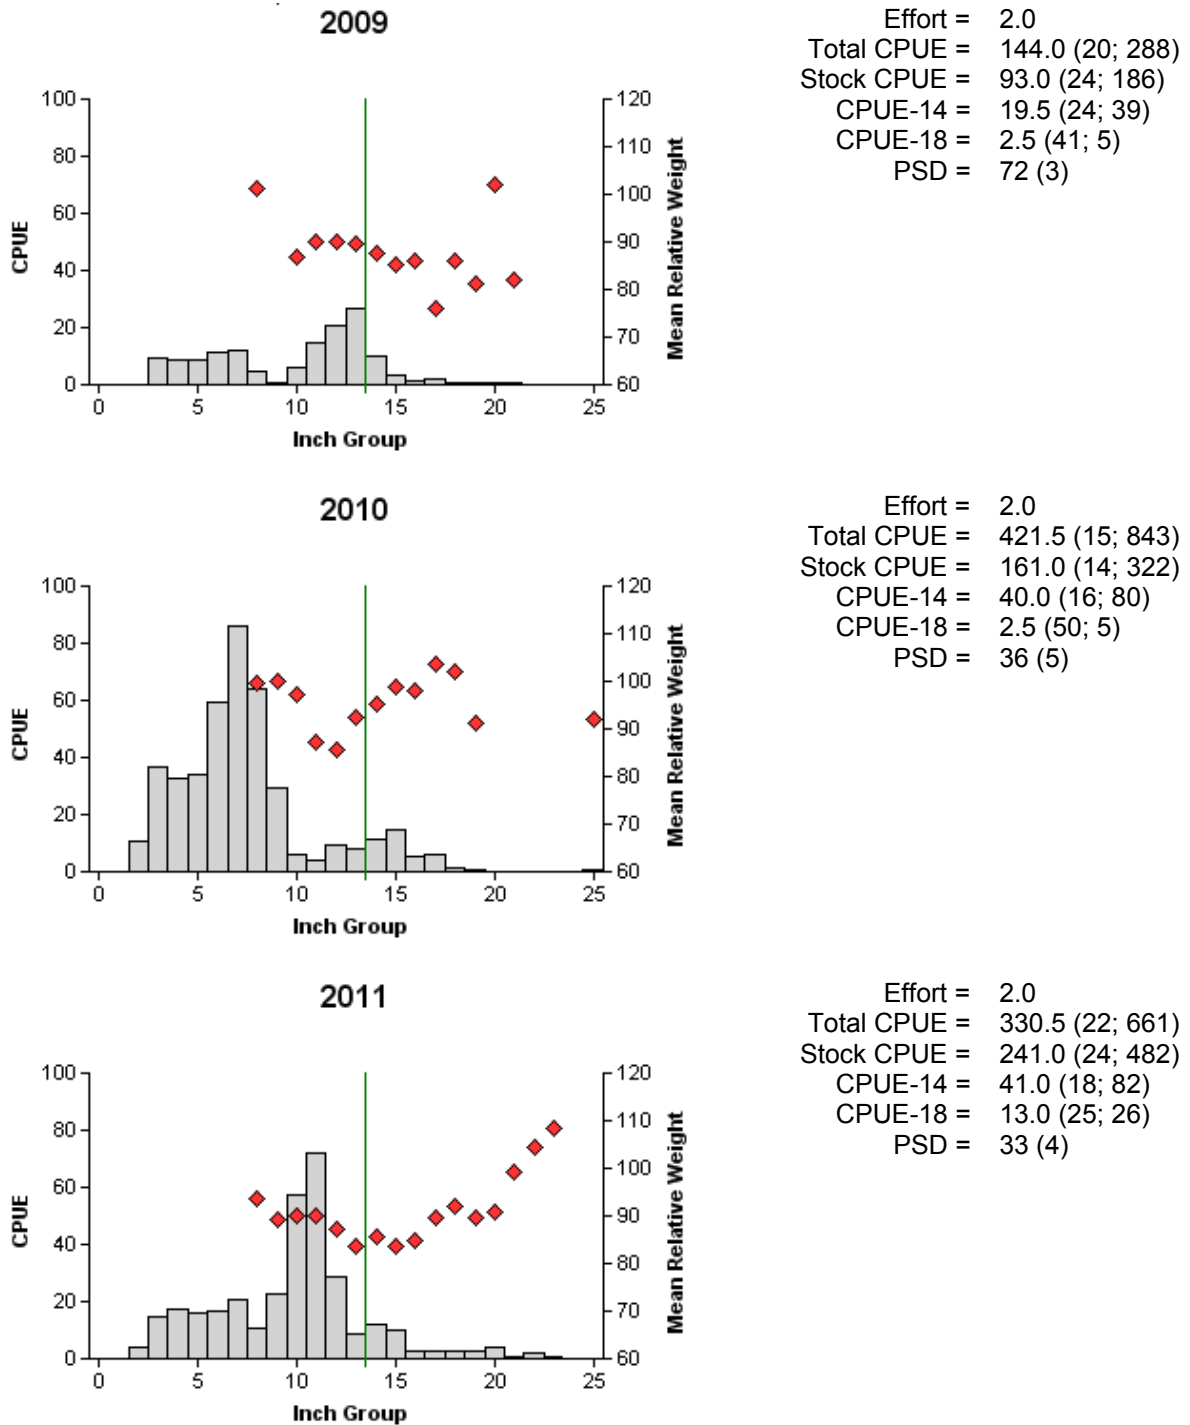 2009
Effort = 2.0
Total CPUE = 144.0 (20; 288)
Stock CPUE = 93.0 (24; 186)
CPUE-14 = 19.5 (24; 39)
CPUE-18 = 2.5 (41; 5)
PSD = 72 (3)
100
80
60
40
20
0
CPUE
120
110
100
90
80
70
60
Mean Relative Weight
0 5 10 15 20 25
Inch Group
2010
Effort = 2.0
Total CPUE = 421.5 (15; 843)
Stock CPUE = 161.0 (14; 322)
CPUE-14 = 40.0 (16; 80)
CPUE-18 = 2.5 (50; 5)
PSD = 36 (5)
100
80
60
40
20
0
CPUE
120
110
100
90
80
70
60
Mean Relative Weight
0 5 10 15 20 25
Inch Group
2011
Effort = 2.0
Total CPUE = 330.5 (22; 661)
Stock CPUE = 241.0 (24; 482)
CPUE-14 = 41.0 (18; 82)
CPUE-18 = 13.0 (25; 26)
PSD = 33 (4)
100
80
60
40
20
0
CPUE
120
110
100
90
80
70
60
Mean Relative Weight
0 5 10 15 20 25
Inch Group